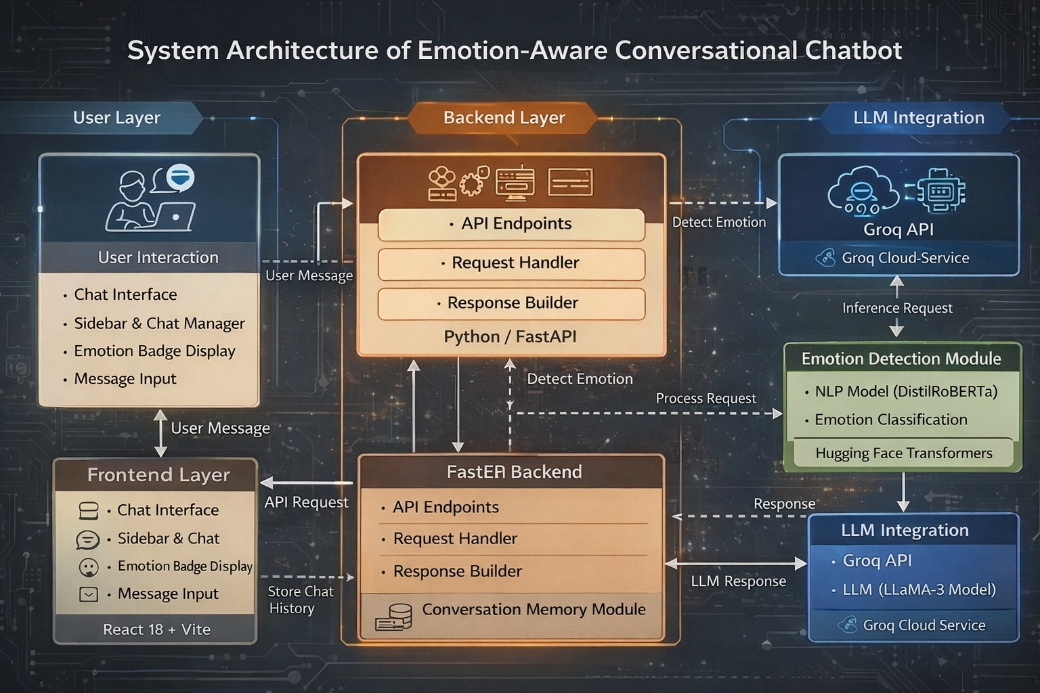 System Architecture of Emotion-Aware Conversational Chatbot
User Layer
Backend Layer
LLM Integration
User Interaction
• Chat Interface
• Sidebar & Chat Manager
• Emotion Badge Display
• Message Input
User Message
• API Endpoints
• Request Handler
• Response Builder
Python / FastAPI
Detect Emotion
Groq API
Groq Cloud-Service
Inference Request
User Message
Detect Emotion
Process Request
Emotion Detection Module
• NLP Model (DistilRoBERTa)
• Emotion Classification
Hugging Face Transformers
Frontend Layer
• Chat Interface
• Sidebar & Chat
• Emotion Badge Display
• Message Input
React 18 + Vite
API Request
Store Chat
History
Backend
• API Endpoints
• Request Handler
• Response Builder
Conversation Memory Module
Response
LLM Response
LLM Integration
• Groq API
• LLM (LLaMA-3 Model)
Groq Cloud Service